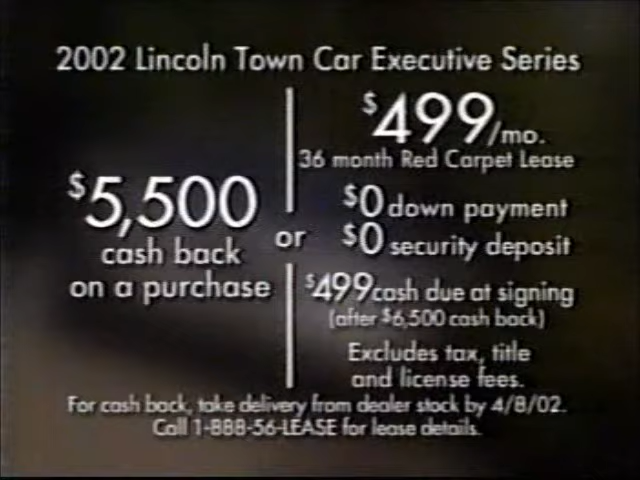 2002 Lincoln Town Car Executive Series
$5,500
cash back
on a purchase
or
$499/mo.
36 month Red Carpet Lease
$0 down payment
$0 security deposit
$499 cash due at signing
(after $6,500 cash back)
Excludes tax, title
and license fees.
For cash back, take delivery from dealer stock by 4/8/02.
Call 1-888-56-LEASE for lease details.